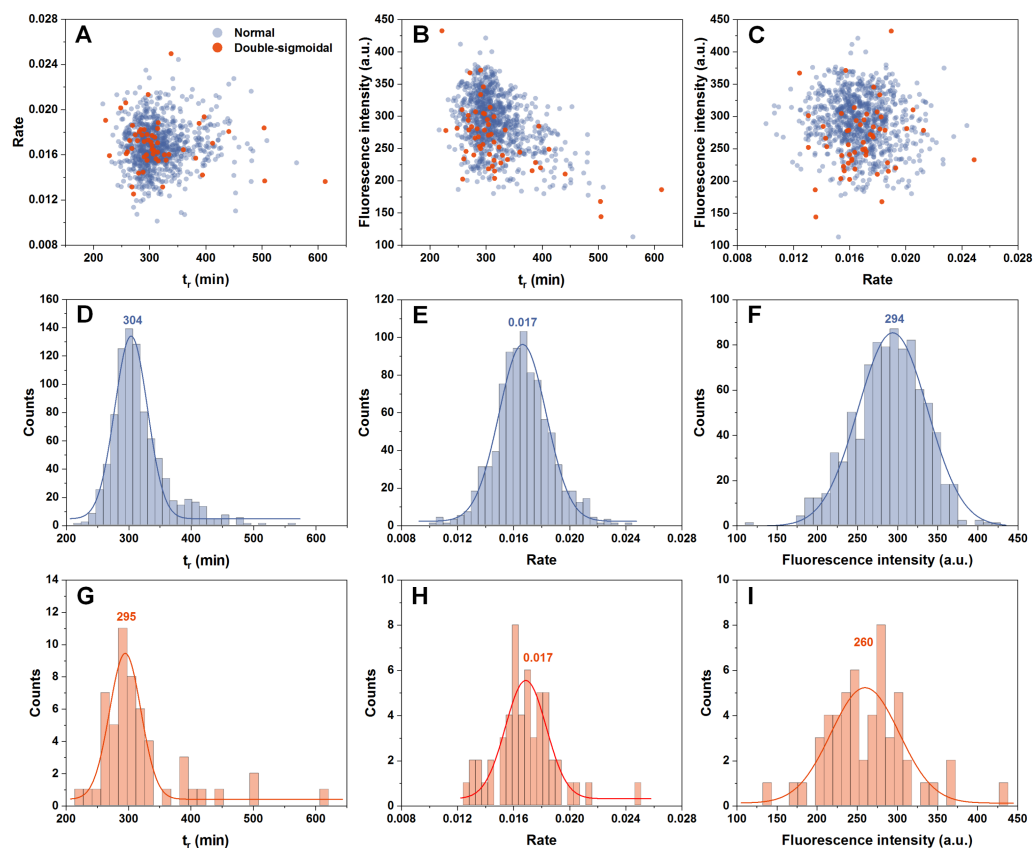 A
Normal
Double-sigmoidal
Rate
0.028
0.024
0.020
0.016
0.012
0.008
200 300 400 500 600
tᵣ (min)
B
Fluorescence intensity (a.u.)
450
400
350
300
250
200
150
100
200 300 400 500 600
tᵣ (min)
C
Fluorescence intensity (a.u.)
450
400
350
300
250
200
150
100
0.008 0.012 0.016 0.020 0.024 0.028
Rate
D
304
Counts
160
140
120
100
80
60
40
20
0
200 300 400 500 600
tᵣ (min)
E
0.017
Counts
120
100
80
60
40
20
0
0.008 0.012 0.016 0.020 0.024 0.028
Rate
F
294
Counts
100
80
60
40
20
0
100 150 200 250 300 350 400 450
Fluorescence intensity (a.u.)
G
295
Counts
14
12
10
8
6
4
2
0
200 300 400 500 600
tᵣ (min)
H
0.017
Counts
10
8
6
4
2
0
0.008 0.012 0.016 0.020 0.024 0.028
Rate
I
260
Counts
10
8
6
4
2
0
100 150 200 250 300 350 400 450
Fluorescence intensity (a.u.)